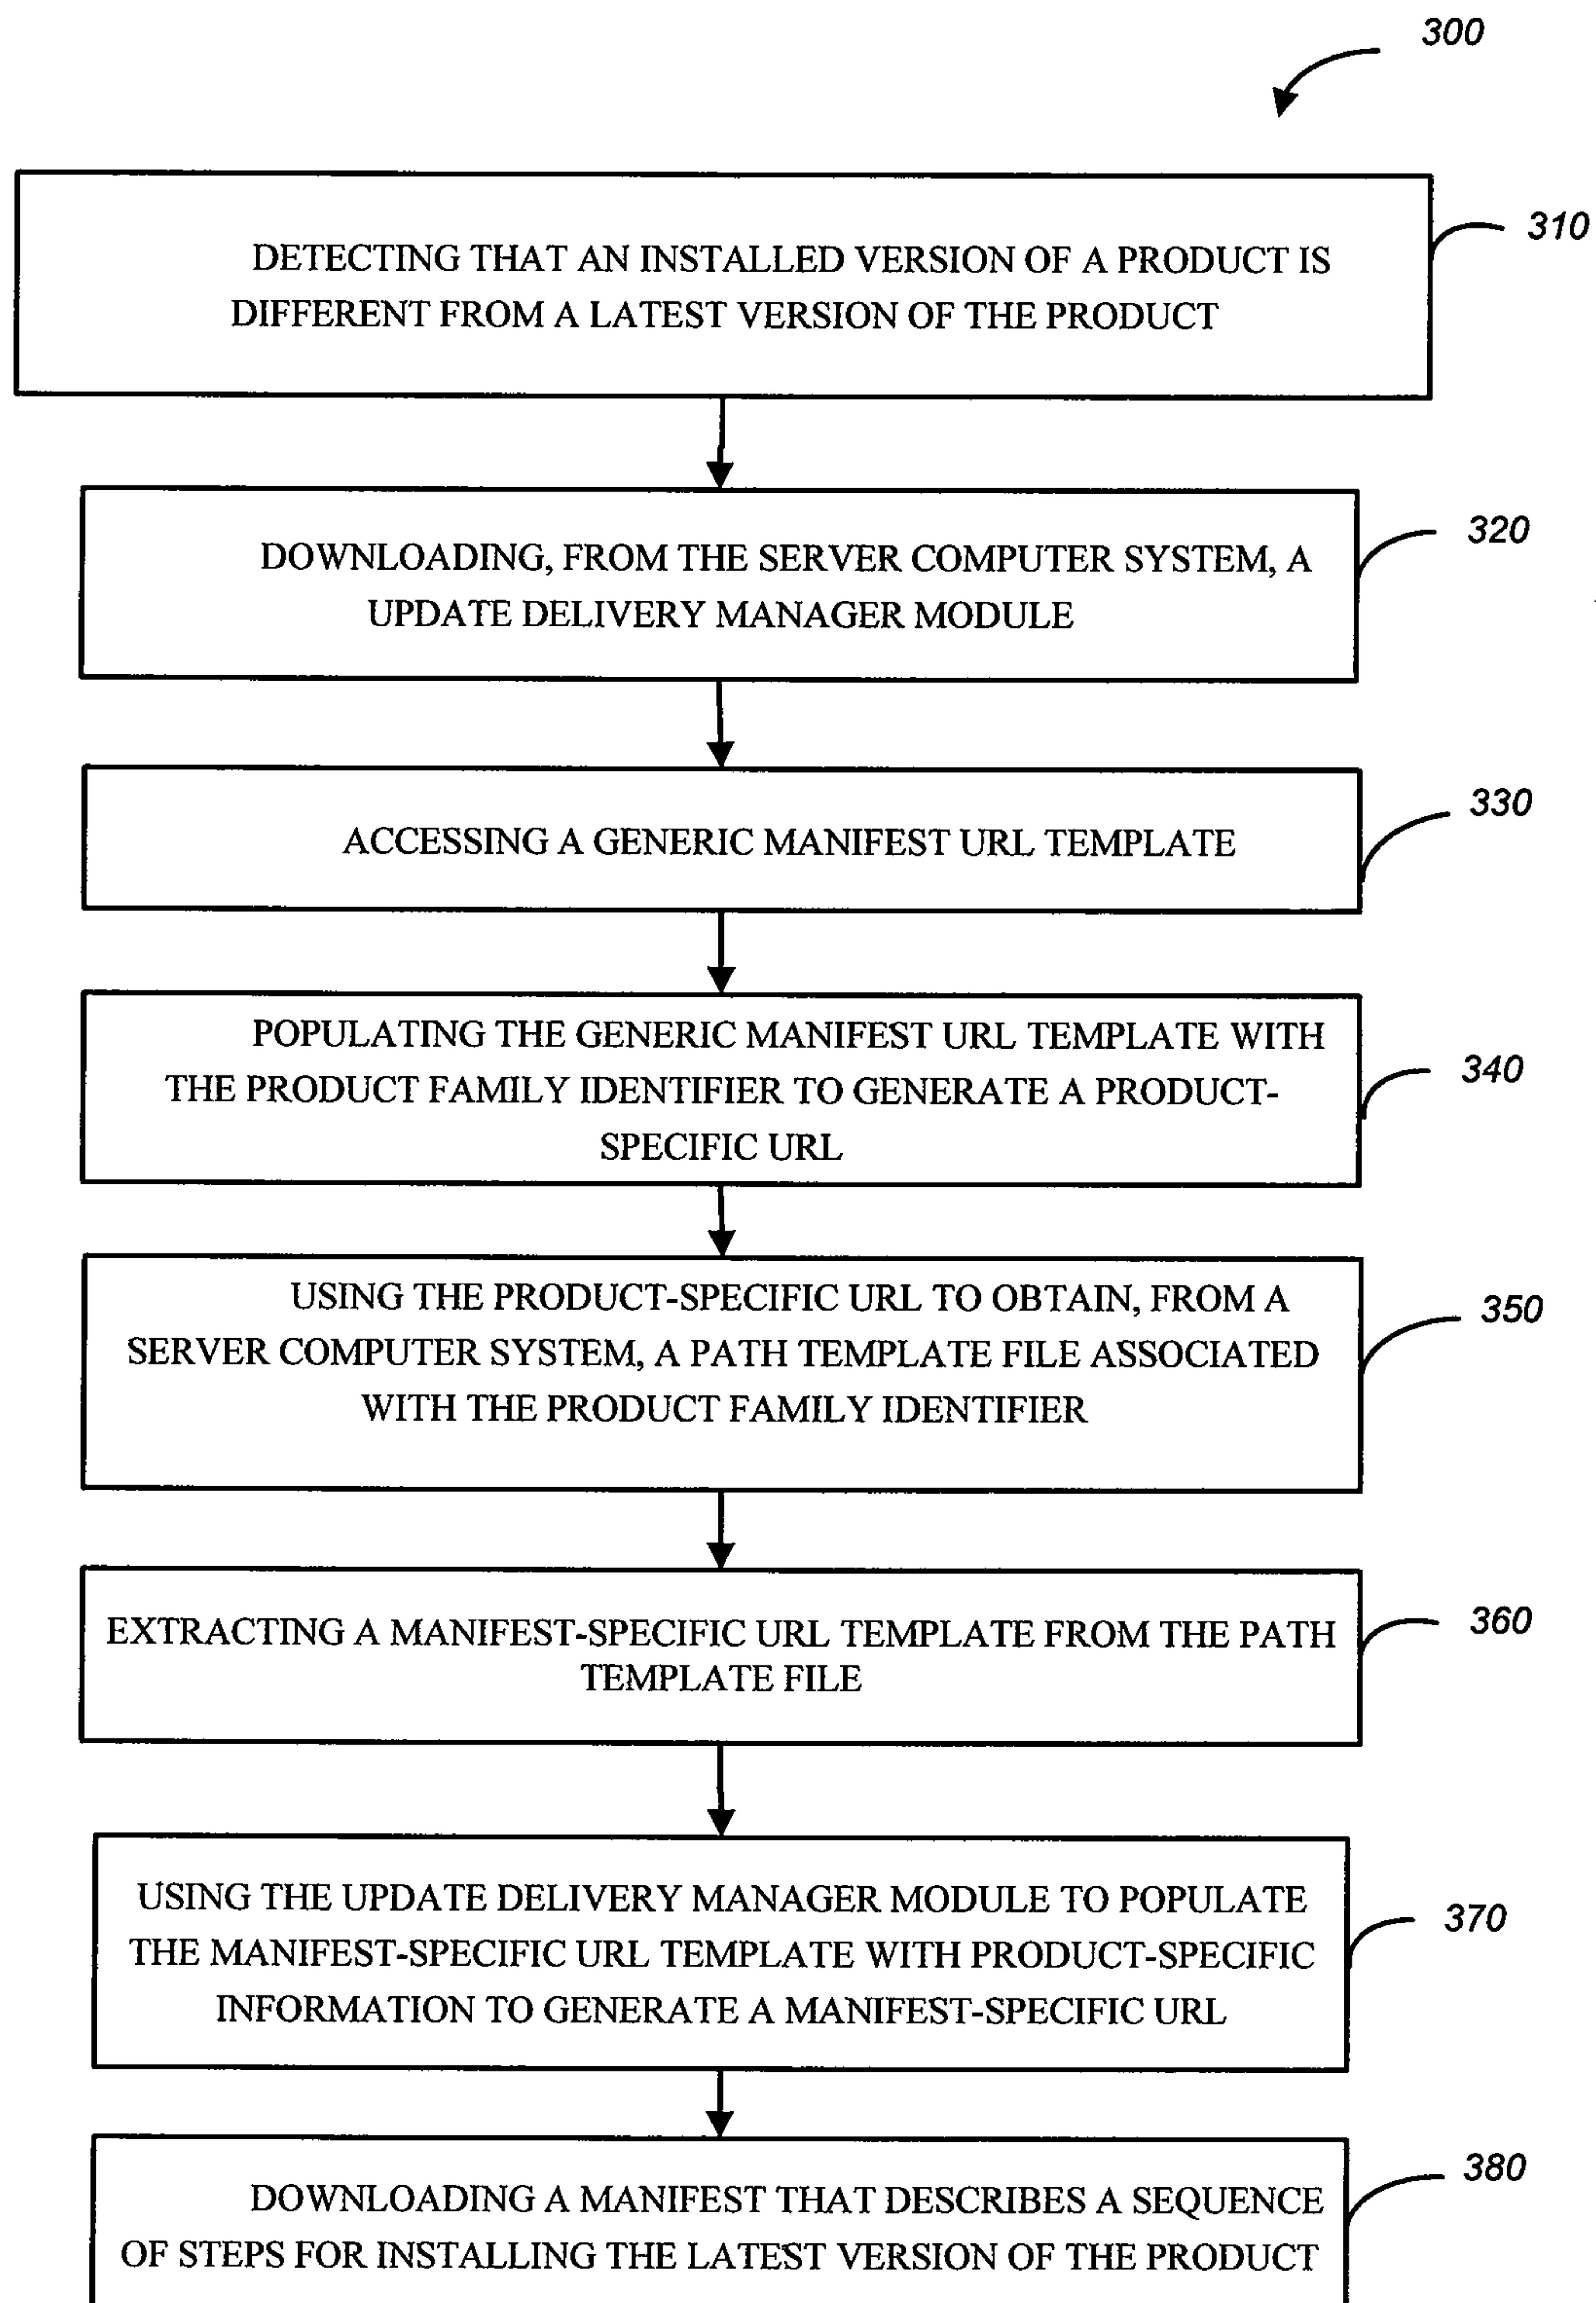 300
DETECTING THAT AN INSTALLED VERSION OF A PRODUCT IS
DIFFERENT FROM A LATEST VERSION OF THE PRODUCT
310
DOWNLOADING, FROM THE SERVER COMPUTER SYSTEM, A
UPDATE DELIVERY MANAGER MODULE
320
ACCESSING A GENERIC MANIFEST URL TEMPLATE
330
POPULATING THE GENERIC MANIFEST URL TEMPLATE WITH
THE PRODUCT FAMILY IDENTIFIER TO GENERATE A PRODUCT-
SPECIFIC URL
340
USING THE PRODUCT-SPECIFIC URL TO OBTAIN, FROM A
SERVER COMPUTER SYSTEM, A PATH TEMPLATE FILE ASSOCIATED
WITH THE PRODUCT FAMILY IDENTIFIER
350
EXTRACTING A MANIFEST-SPECIFIC URL TEMPLATE FROM THE PATH
TEMPLATE FILE
360
USING THE UPDATE DELIVERY MANAGER MODULE TO POPULATE
THE MANIFEST-SPECIFIC URL TEMPLATE WITH PRODUCT-SPECIFIC
INFORMATION TO GENERATE A MANIFEST-SPECIFIC URL
370
DOWNLOADING A MANIFEST THAT DESCRIBES A SEQUENCE
OF STEPS FOR INSTALLING THE LATEST VERSION OF THE PRODUCT
380